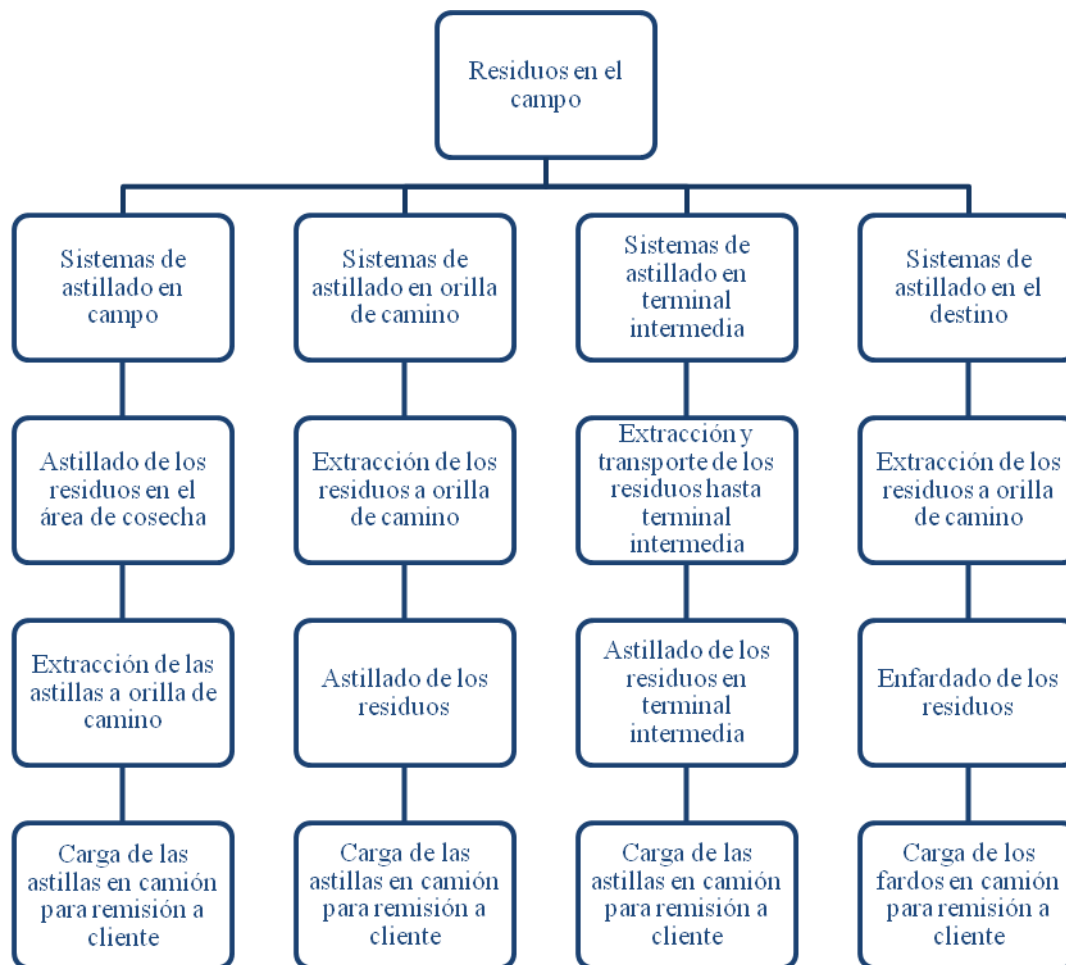 Residuos en el
campo
Sistemas de
astillado en
campo
Sistemas de
astillado en orilla
de camino
Sistemas de
astillado en
terminal
intermedia
Sistemas de
astillado en el
destino
Astillado de los
residuos en el
área de cosecha
Extracción de los
residuos a orilla
de camino
Extracción y
transporte de los
residuos hasta
terminal
intermedia
Extracción de los
residuos a orilla
de camino
Extracción de las
astillas a orilla de
camino
Astillado de los
residuos
Astillado de los
residuos en
terminal
intermedia
Enfardado de los
residuos
Carga de las
astillas en camión
para remisión a
cliente
Carga de las
astillas en camión
para remisión a
cliente
Carga de las
astillas en camión
para remisión a
cliente
Carga de los
fardos en camión
para remisión a
cliente